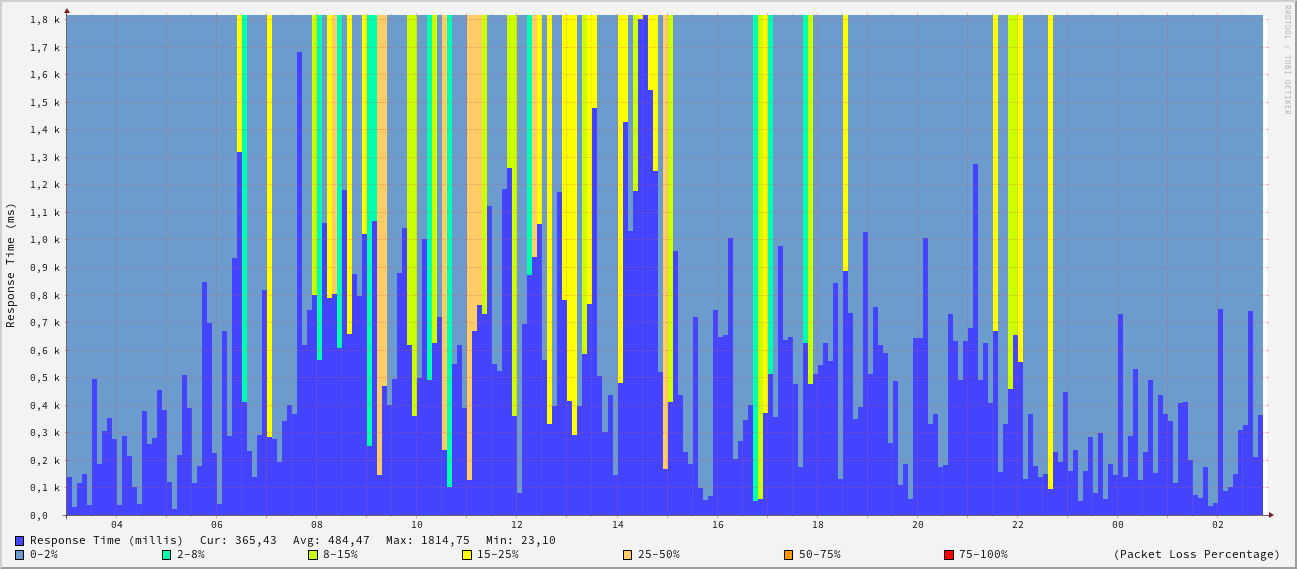 RRDTOOL / TOBI OETIKER
Response Time (ms)
1,8 k
1,7 k
1,6 k
1,5 k
1,4 k
1,3 k
1,2 k
1,1 k
1,0 k
0,9 k
0,8 k
0,7 k
0,6 k
0,5 k
0,4 k
0,3 k
0,2 k
0,1 k
0,0
04 06 08 10 12 14 16 18 20 22 00 02
Response Time (millis) Cur: 365,43 Avg: 484,47 Max: 1814,75 Min: 23,10
0-2% 2-8% 8-15% 15-25% 25-50% 50-75% 75-100% (Packet Loss Percentage)